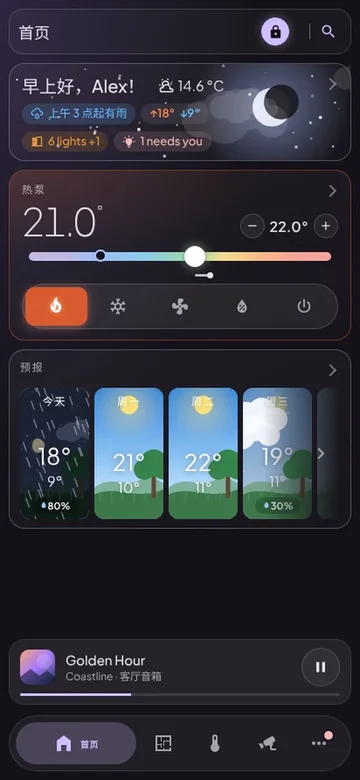 首页
早上好，Alex！ 14.6 °C
上午 3 点起有雨 ↑18° ↓9°
6 lights +1 1 needs you
热泵
21.0°
− 22.0° +
预报
今天 周一 周二 周三
18° 21° 22° 19°
9° 10° 11° 11°
80% 30%
Golden Hour
Coastline · 客厅音箱
首页